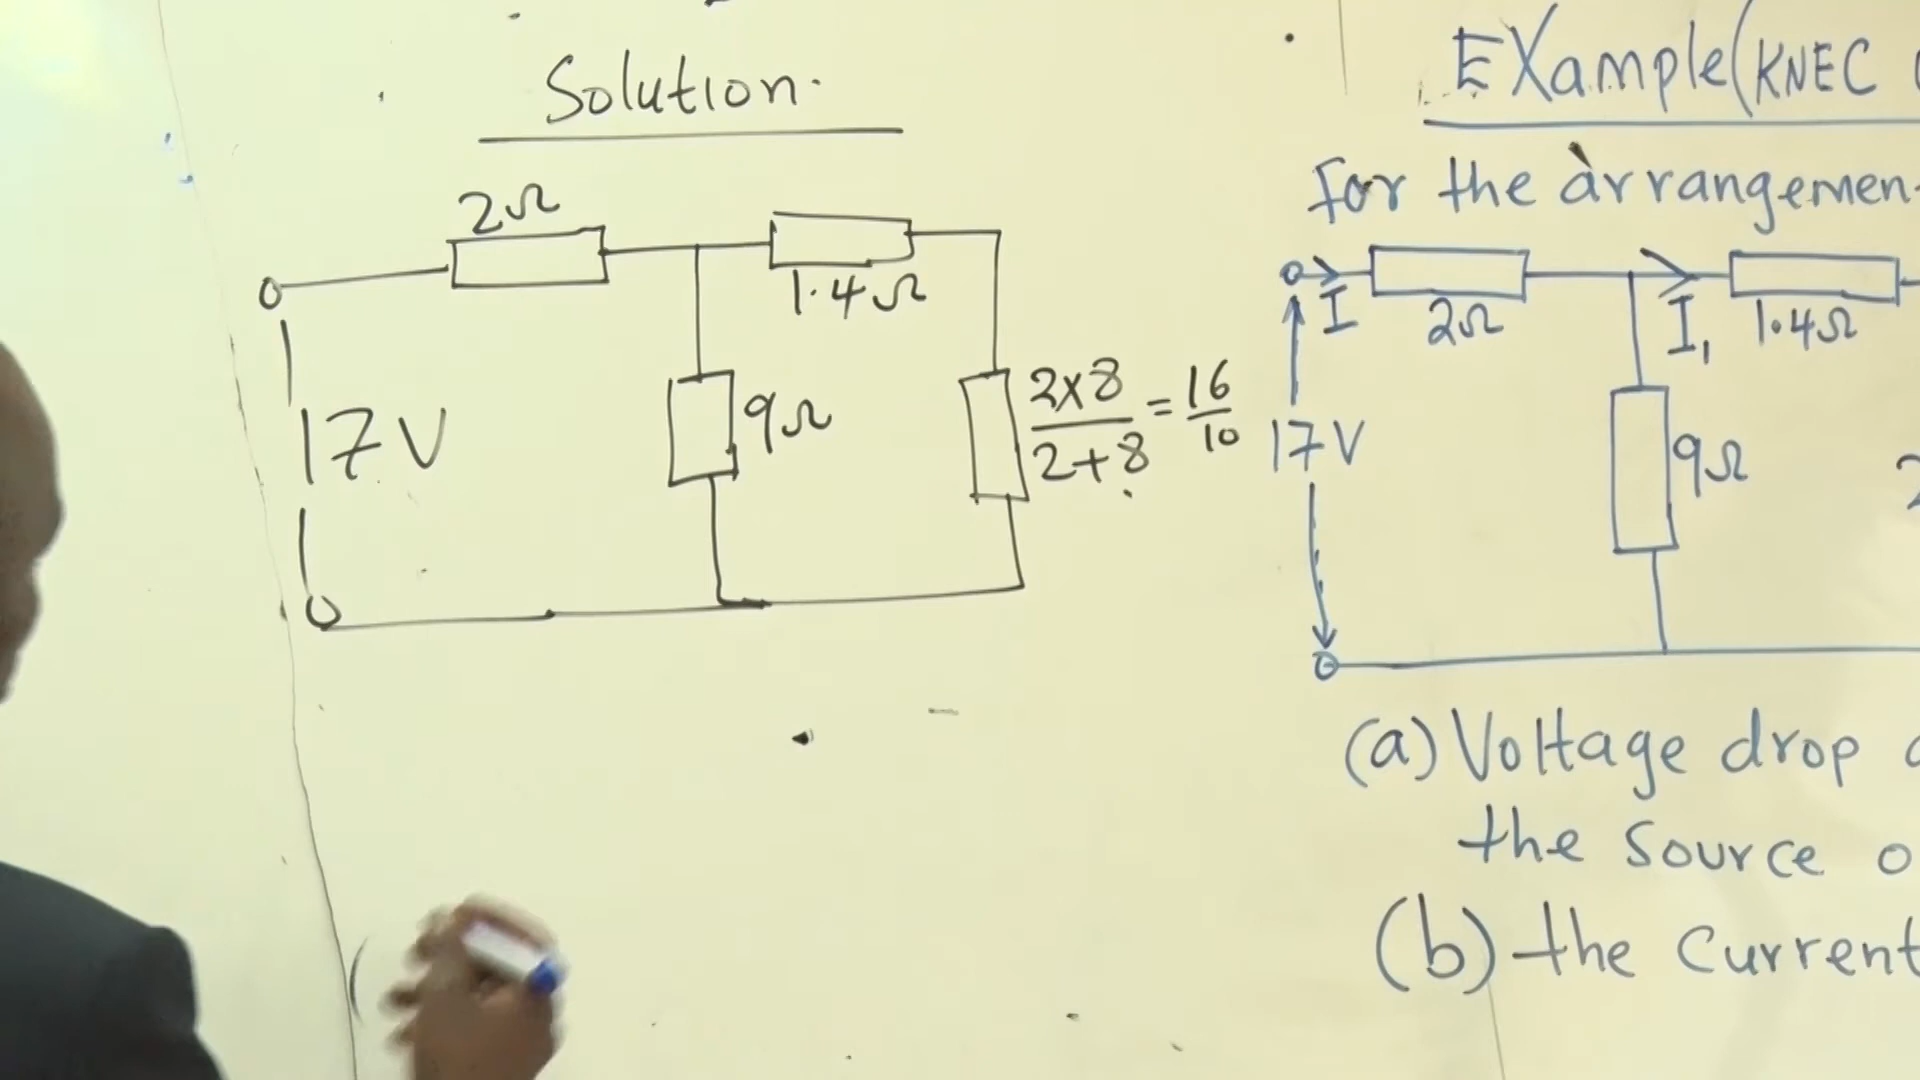 Solution.
2Ω
1.4Ω
17V
9Ω
2x8
2+8
= 16
10
EXample(KNEC
For the arrangemen
I
2Ω
I1
1.4Ω
17V
9Ω
(a) Voltage drop
the source o
(b) the Current